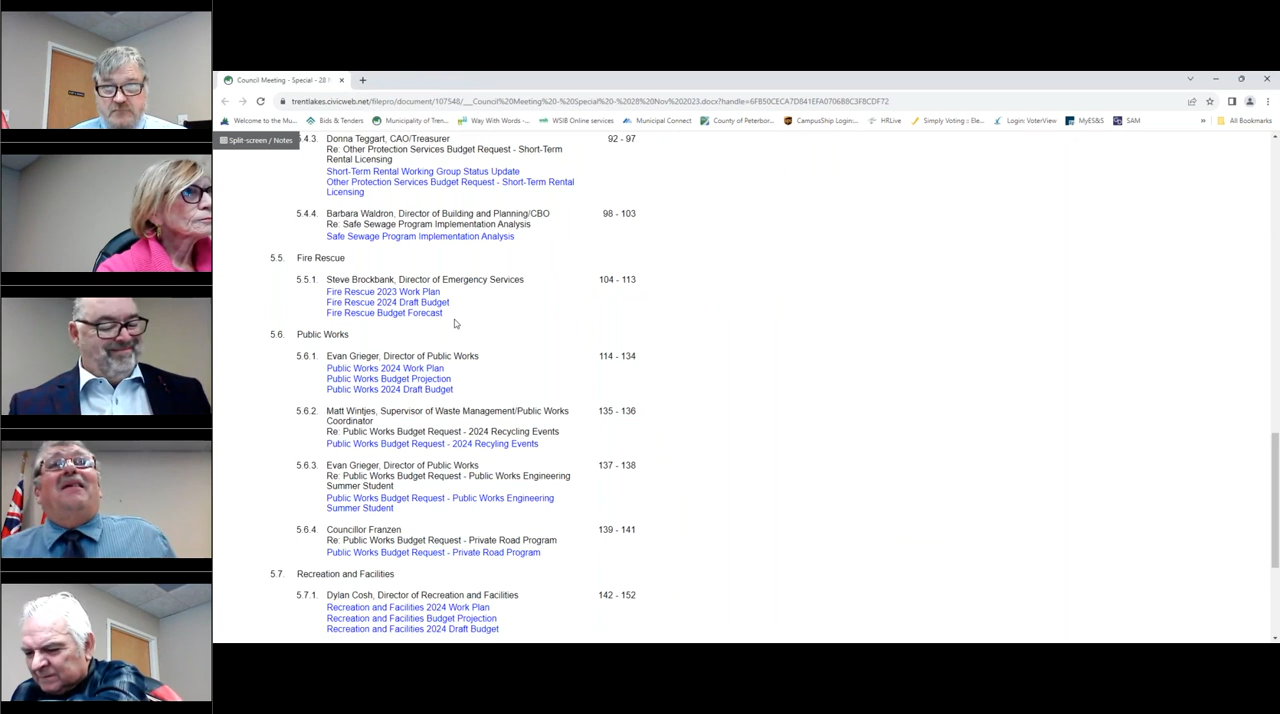 Council Meeting - Special - 28 N
trentlakes.civicweb.net/filepro/document/107548/___Council%20Meeting%20-%20Special%20-%2028%20Nov%202023.docx?handle=6FB50CECA7D841EFA0706B8C3F8CDF72
Welcome to the Mu... Bids & Tenders Municipality of Tren... Way With Words -... WSIB Online services Municipal Connect County of Peterbor... CampusShip Login:... HRLive Simply Voting : Ele... Login: VoterView MyES&S SAM » All Bookmarks
Split-screen / Notes
5.4.3. Donna Teggart, CAO/Treasurer 92 - 97
Re: Other Protection Services Budget Request - Short-Term
Rental Licensing
Short-Term Rental Working Group Status Update
Other Protection Services Budget Request - Short-Term Rental
Licensing
5.4.4. Barbara Waldron, Director of Building and Planning/CBO 98 - 103
Re: Safe Sewage Program Implementation Analysis
Safe Sewage Program Implementation Analysis
5.5. Fire Rescue
5.5.1. Steve Brockbank, Director of Emergency Services 104 - 113
Fire Rescue 2023 Work Plan
Fire Rescue 2024 Draft Budget
Fire Rescue Budget Forecast
5.6. Public Works
5.6.1. Evan Grieger, Director of Public Works 114 - 134
Public Works 2024 Work Plan
Public Works Budget Projection
Public Works 2024 Draft Budget
5.6.2. Matt Wintjes, Supervisor of Waste Management/Public Works 135 - 136
Coordinator
Re: Public Works Budget Request - 2024 Recycling Events
Public Works Budget Request - 2024 Recyling Events
5.6.3. Evan Grieger, Director of Public Works 137 - 138
Re: Public Works Budget Request - Public Works Engineering
Summer Student
Public Works Budget Request - Public Works Engineering
Summer Student
5.6.4. Councillor Franzen 139 - 141
Re: Public Works Budget Request - Private Road Program
Public Works Budget Request - Private Road Program
5.7. Recreation and Facilities
5.7.1. Dylan Cosh, Director of Recreation and Facilities 142 - 152
Recreation and Facilities 2024 Work Plan
Recreation and Facilities Budget Projection
Recreation and Facilities 2024 Draft Budget